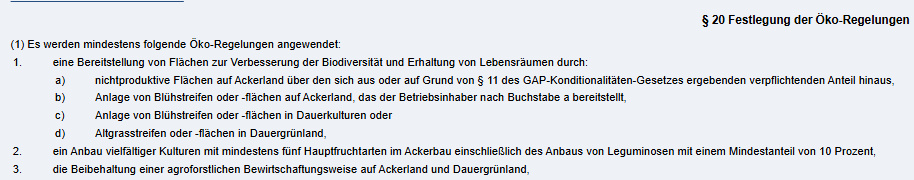 § 20 Festlegung der Öko-Regelungen
(1) Es werden mindestens folgende Öko-Regelungen angewendet:
1. eine Bereitstellung von Flächen zur Verbesserung der Biodiversität und Erhaltung von Lebensräumen durch:
a) nichtproduktive Flächen auf Ackerland über den sich aus oder auf Grund von § 11 des GAP-Konditionalitäten-Gesetzes ergebenden verpflichtenden Anteil hinaus,
b) Anlage von Blühstreifen oder -flächen auf Ackerland, das der Betriebsinhaber nach Buchstabe a bereitstellt,
c) Anlage von Blühstreifen oder -flächen in Dauerkulturen oder
d) Altgrasstreifen oder -flächen in Dauergrünland,
2. ein Anbau vielfältiger Kulturen mit mindestens fünf Hauptfruchtarten im Ackerbau einschließlich des Anbaus von Leguminosen mit einem Mindestanteil von 10 Prozent,
3. die Beibehaltung einer agroforstlichen Bewirtschaftungsweise auf Ackerland und Dauergrünland,